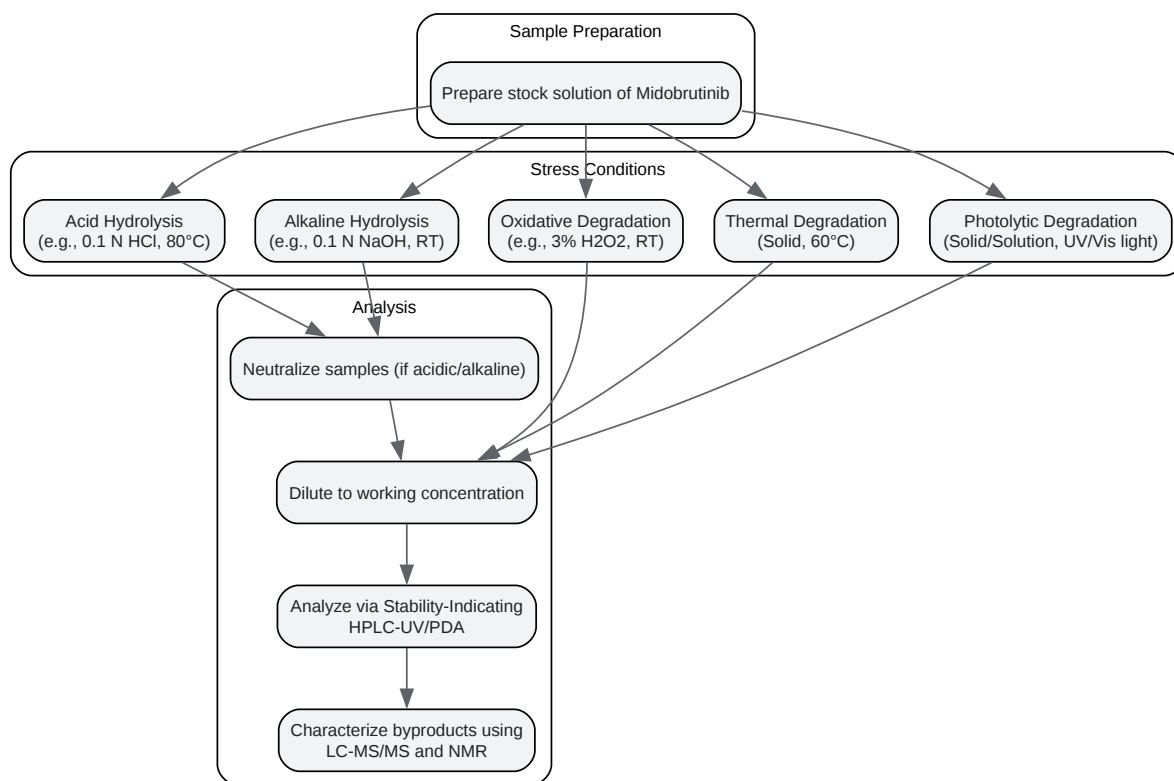 Sample Preparation
Prepare stock solution of Midobrutinib
Stress Conditions
Acid Hydrolysis
(e.g., 0.1 N HCl, 80°C)
Alkaline Hydrolysis
(e.g., 0.1 N NaOH, RT)
Oxidative Degradation
(e.g., 3% H2O2, RT)
Thermal Degradation
(Solid, 60°C)
Photolytic Degradation
(Solid/Solution, UV/Vis light)
Analysis
Neutralize samples (if acidic/alkaline)
Dilute to working concentration
Analyze via Stability-Indicating
HPLC-UV/PDA
Characterize byproducts using
LC-MS/MS and NMR